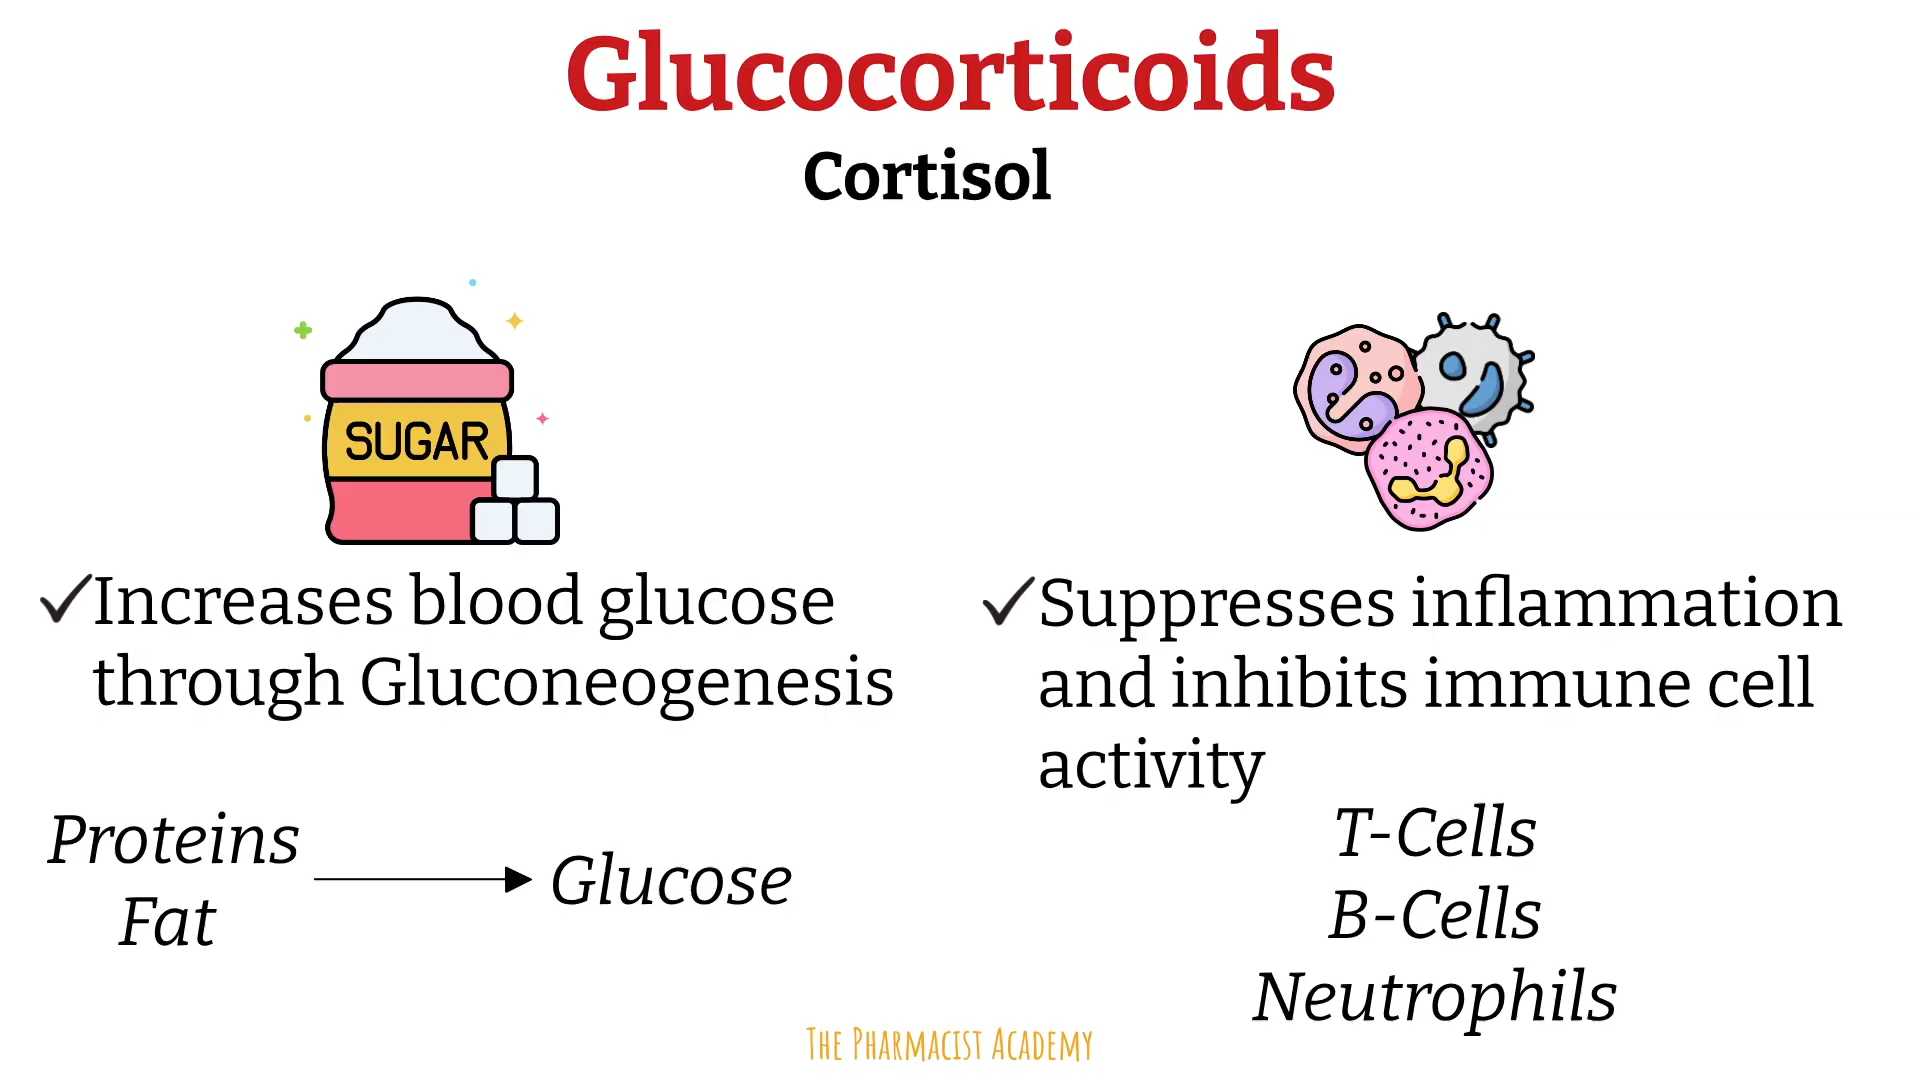 Glucocorticoids
Cortisol
SUGAR
✓Increases blood glucose
through Gluconeogenesis
Proteins
Fat
Glucose
✓Suppresses inflammation
and inhibits immune cell
activity
T-Cells
B-Cells
Neutrophils
The Pharmacist Academy